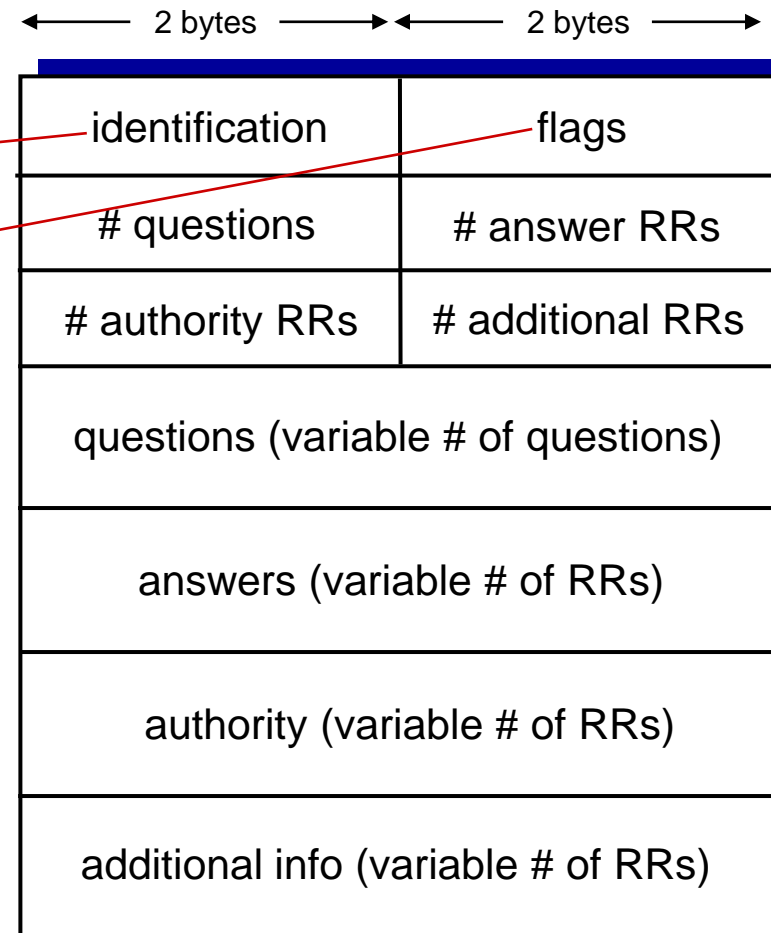 2 bytes 2 bytes
identification flags
# questions # answer RRs
# authority RRs # additional RRs
questions (variable # of questions)
answers (variable # of RRs)
authority (variable # of RRs)
additional info (variable # of RRs)